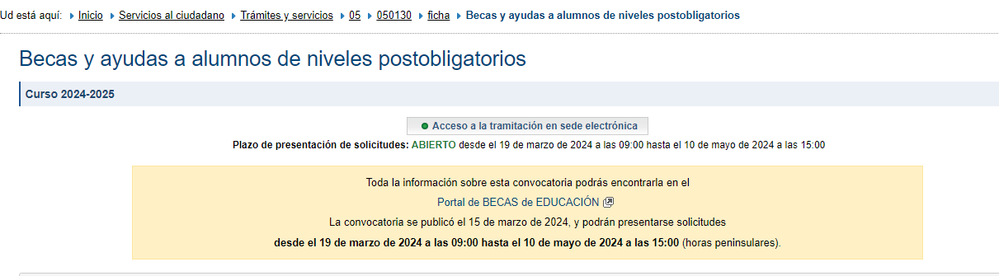 Ud está aquí: Inicio Servicios al ciudadano Trámites y servicios 05 050130 ficha Becas y ayudas a alumnos de niveles postobligatorios
Becas y ayudas a alumnos de niveles postobligatorios
Curso 2024-2025
Acceso a la tramitación en sede electrónica
Plazo de presentación de solicitudes: ABIERTO desde el 19 de marzo de 2024 a las 09:00 hasta el 10 de mayo de 2024 a las 15:00
Toda la información sobre esta convocatoria podrás encontrarla en el
Portal de BECAS de EDUCACIÓN
La convocatoria se publicó el 15 de marzo de 2024, y podrán presentarse solicitudes
desde el 19 de marzo de 2024 a las 09:00 hasta el 10 de mayo de 2024 a las 15:00 (horas peninsulares).